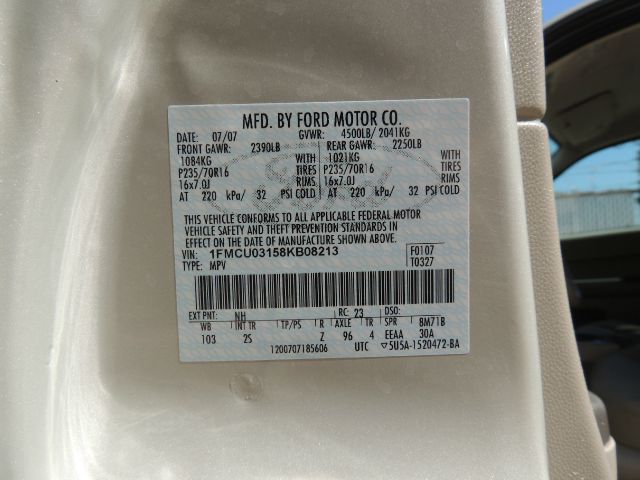 MFD. BY FORD MOTOR CO.
DATE: 07/07 GVWR: 4500LB/ 2041KG
FRONT GAWR: 2390LB REAR GAWR: 2250LB
1084KG WITH 1021KG WITH
P235/70R16 TIRES P235/70R16 TIRES
16x7.0J RIMS 16x7.0J RIMS
AT 220 kPa/ 32 PSI COLD AT 220 kPa/ 32 PSI COLD
THIS VEHICLE CONFORMS TO ALL APPLICABLE FEDERAL MOTOR
VEHICLE SAFETY AND THEFT PREVENTION STANDARDS IN
EFFECT ON THE DATE OF MANUFACTURE SHOWN ABOVE.
VIN: 1FMCU03158KB08213 F0107
TYPE: MPV T0327
EXT PNT: NH RC: 23 DSO:
WB INT TR TP/PS R AXLE TR SPR 8M71B
103 2S Z 96 4 EEAA 30A
1200707185606 UTC ▽5U5A-1520472-BA